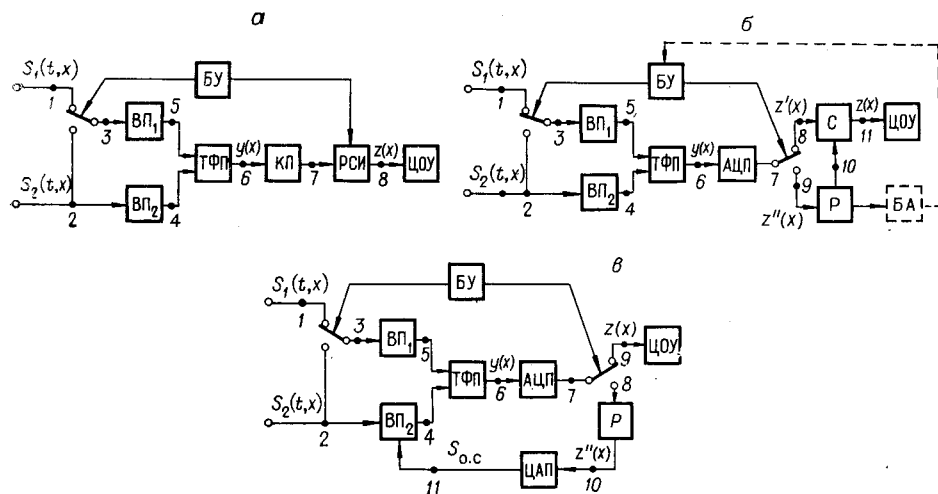 а
S₁(t,x)
1
БУ
3
ВП₁
5
ТФП
y(x)
6
КП
7
РСИ
z(x)
8
ЦОУ
S₂(t,x)
2
ВП₂
4
б
S₁(t,x)
1
БУ
3
ВП₁
5
ТФП
y(x)
6
АЦП
7
z'(x)
8
С
z(x)
11
ЦОУ
10
9
z''(x)
Р
БА
S₂(t,x)
2
ВП₂
4
в
S₁(t,x)
1
БУ
3
ВП₁
5
ТФП
y(x)
6
АЦП
7
z(x)
9
ЦОУ
8
Р
S₂(t,x)
2
ВП₂
4
Sо.с
11
ЦАП
z''(x)
10